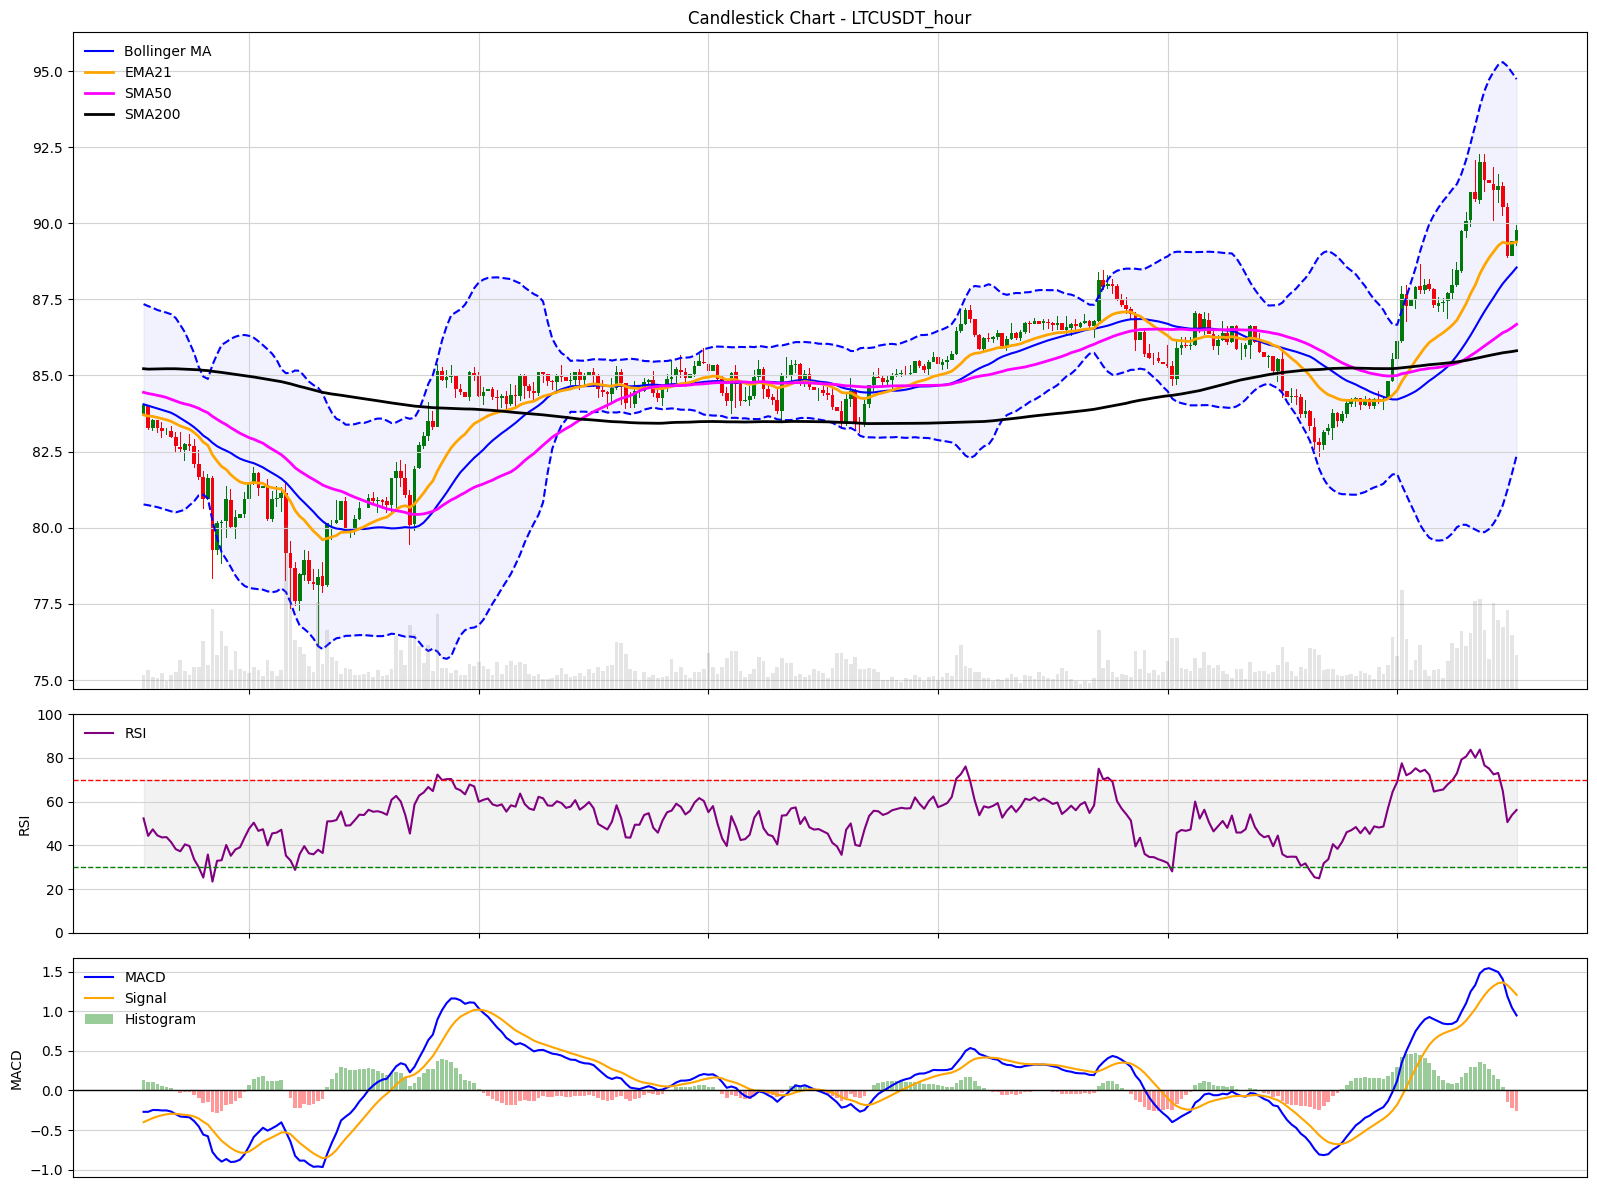 Candlestick Chart - LTCUSDT_hour
Bollinger MA
EMA21
SMA50
SMA200
95.0
92.5
90.0
87.5
85.0
82.5
80.0
77.5
75.0
RSI
100
80
60
40
20
0
RSI
MACD
Signal
Histogram
1.5
1.0
0.5
0.0
−0.5
−1.0
MACD